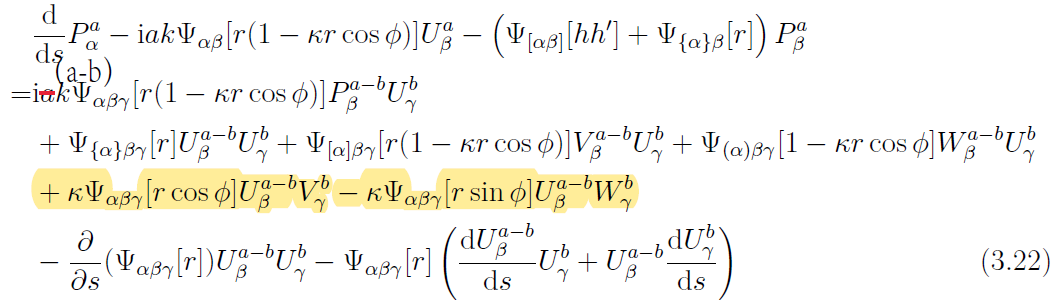 d/ds P^a_α − iakΨ_{αβ}[r(1 − κr cos ϕ)]U^a_β − (Ψ_{[αβ]}[hh′] + Ψ_{{α}β}[r]) P^a_β
(a-b)
=iakΨ_{αβγ}[r(1 − κr cos ϕ)]P^{a−b}_β U^b_γ
+ Ψ_{{α}βγ}[r]U^{a−b}_β U^b_γ + Ψ_{[α]βγ}[r(1 − κr cos ϕ)]V^{a−b}_β U^b_γ + Ψ_{(α)βγ}[1 − κr cos ϕ]W^{a−b}_β U^b_γ
+ κΨ_{αβγ}[r cos ϕ]U^{a−b}_β V^b_γ − κΨ_{αβγ}[r sin ϕ]U^{a−b}_β W^b_γ
− ∂/∂s (Ψ_{αβγ}[r])U^{a−b}_β U^b_γ − Ψ_{αβγ}[r] (dU^{a−b}_β/ds U^b_γ + U^{a−b}_β dU^b_γ/ds) (3.22)